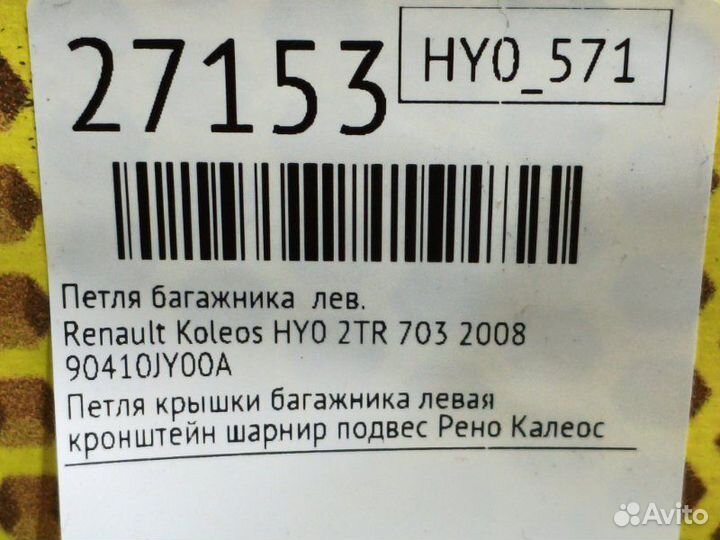 27153
HY0_571
Петля багажника лев.
Renault Koleos HY0 2TR 703 2008
90410JY00A
Петля крышки багажника левая
кронштейн шарнир подвес Рено Калеос
Avito